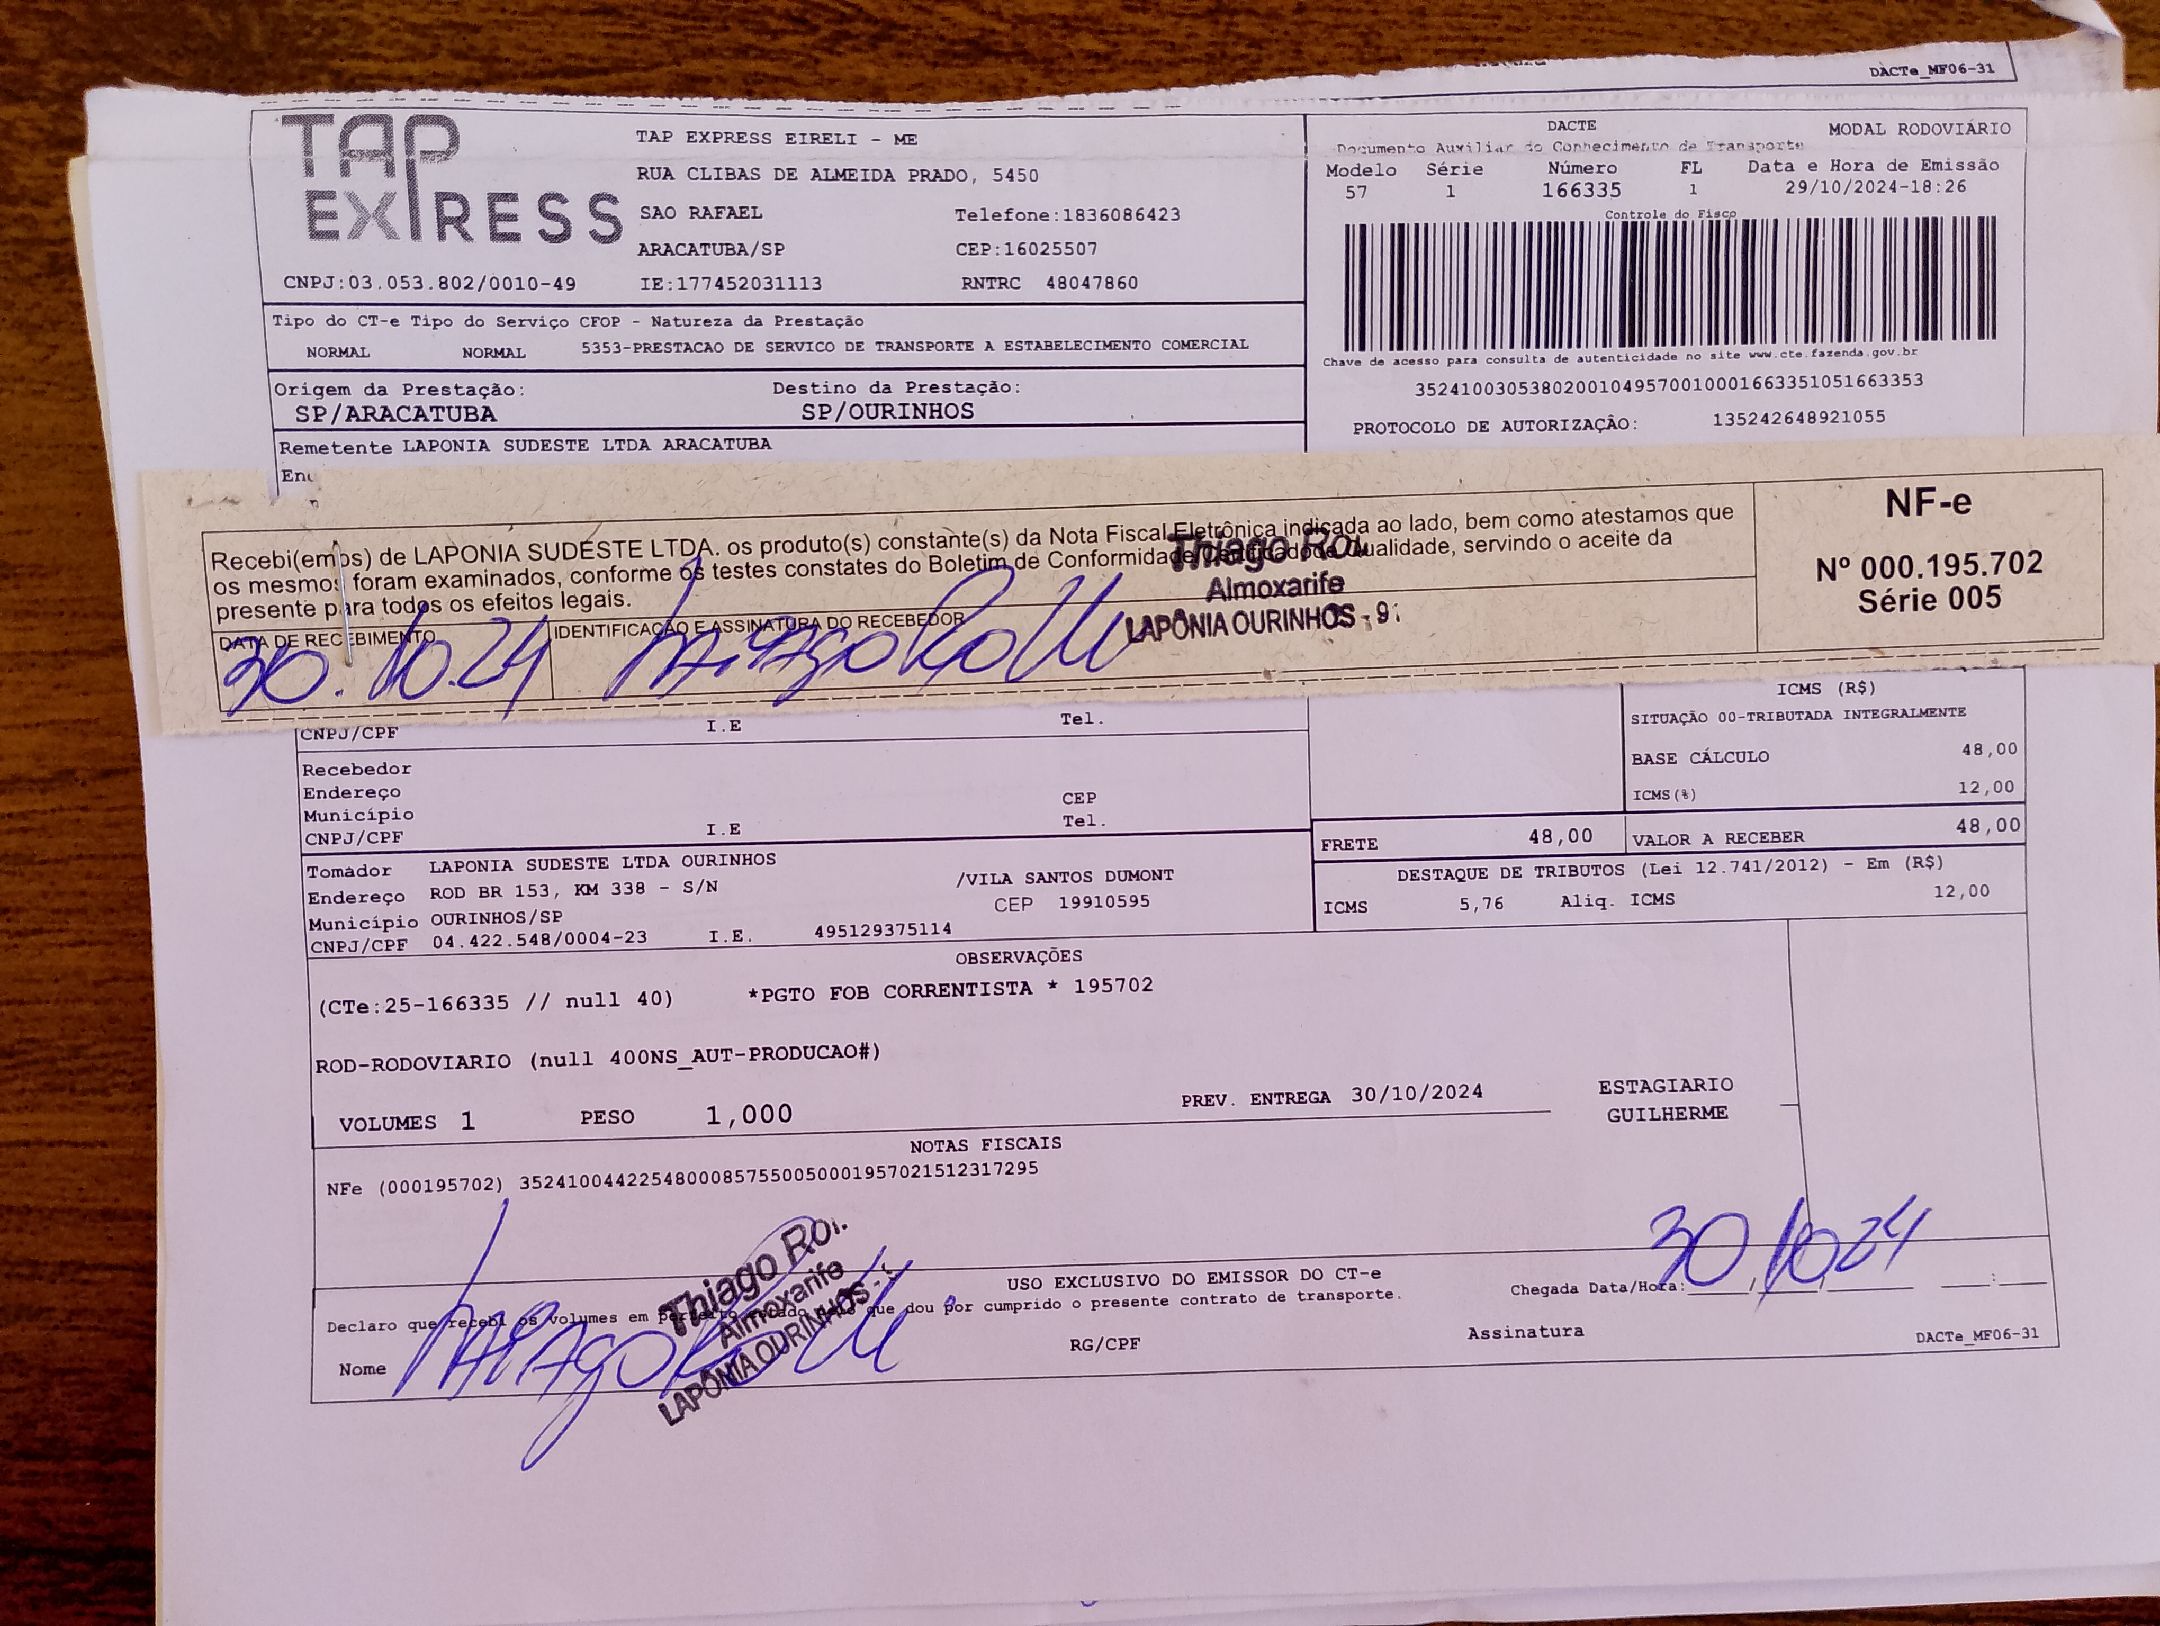 DACTe_MF06-31
TAP EXPRESS
TAP EXPRESS EIRELI - ME
RUA CLIBAS DE ALMEIDA PRADO, 5450
SAO RAFAEL Telefone:1836086423
ARACATUBA/SP CEP:16025507
CNPJ:03.053.802/0010-49 IE:177452031113 RNTRC 48047860
DACTE MODAL RODOVIÁRIO
Documento Auxiliar do Conhecimento de Transporte
Modelo Série Número FL Data e Hora de Emissão
57 1 166335 1 29/10/2024-18:26
Controle do Fisco
Chave de acesso para consulta de autenticidade no site www.cte.fazenda.gov.br
35241003053802001049570010001663351051663353
PROTOCOLO DE AUTORIZAÇÃO: 135242648921055
Tipo do CT-e Tipo do Serviço CFOP - Natureza da Prestação
NORMAL NORMAL 5353-PRESTACAO DE SERVICO DE TRANSPORTE A ESTABELECIMENTO COMERCIAL
Origem da Prestação: Destino da Prestação:
SP/ARACATUBA SP/OURINHOS
Remetente LAPONIA SUDESTE LTDA ARACATUBA
Recebi(emos) de LAPONIA SUDESTE LTDA. os produto(s) constante(s) da Nota Fiscal Eletrônica indicada ao lado, bem como atestamos que
os mesmos foram examinados, conforme os testes constates do Boletim de Conformidade Certificado de Qualidade, servindo o aceite da
presente para todos os efeitos legais.
DATA DE RECEBIMENTO IDENTIFICAÇÃO E ASSINATURA DO RECEBEDOR
30.10.24
Thiago
Almoxarife
LAPÔNIA OURINHOS - 91
NF-e
Nº 000.195.702
Série 005
CNPJ/CPF I.E Tel.
Recebedor
Endereço
Município CEP
CNPJ/CPF I.E Tel.
ICMS (R$)
SITUAÇÃO 00-TRIBUTADA INTEGRALMENTE
BASE CÁLCULO 48,00
ICMS(%) 12,00
FRETE 48,00 VALOR A RECEBER 48,00
Tomador LAPONIA SUDESTE LTDA OURINHOS
Endereço ROD BR 153, KM 338 - S/N /VILA SANTOS DUMONT
Município OURINHOS/SP CEP 19910595
CNPJ/CPF 04.422.548/0004-23 I.E. 495129375114
DESTAQUE DE TRIBUTOS (Lei 12.741/2012) - Em (R$)
ICMS 5,76 Aliq. ICMS 12,00
OBSERVAÇÕES
(CTe:25-166335 // null 40) *PGTO FOB CORRENTISTA * 195702
ROD-RODOVIARIO (null 400NS_AUT-PRODUCAO#)
VOLUMES 1 PESO 1,000 PREV. ENTREGA 30/10/2024
ESTAGIARIO
GUILHERME
NOTAS FISCAIS
NFe (000195702) 35241004422548000857550050001957021512317295
30 10 24
USO EXCLUSIVO DO EMISSOR DO CT-e
Chegada Data/Hora:
Declaro que recebi os volumes em perfeito estado pelo que dou por cumprido o presente contrato de transporte.
Nome RG/CPF Assinatura
Thiago
Almoxarife
LAPÔNIA OURINHOS -
DACTe_MF06-31